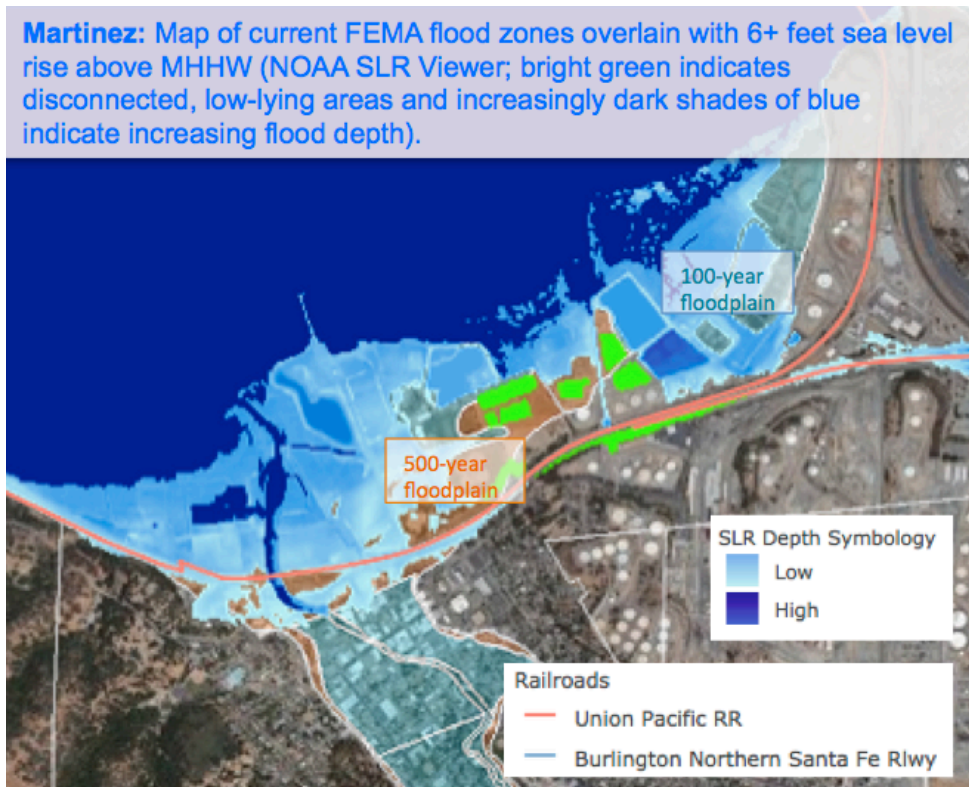 Martinez: Map of current FEMA flood zones overlain with 6+ feet sea level
rise above MHHW (NOAA SLR Viewer; bright green indicates
disconnected, low-lying areas and increasingly dark shades of blue
indicate increasing flood depth).
100-year
floodplain
500-year
floodplain
SLR Depth Symbology
Low
High
Railroads
Union Pacific RR
Burlington Northern Santa Fe Rlwy